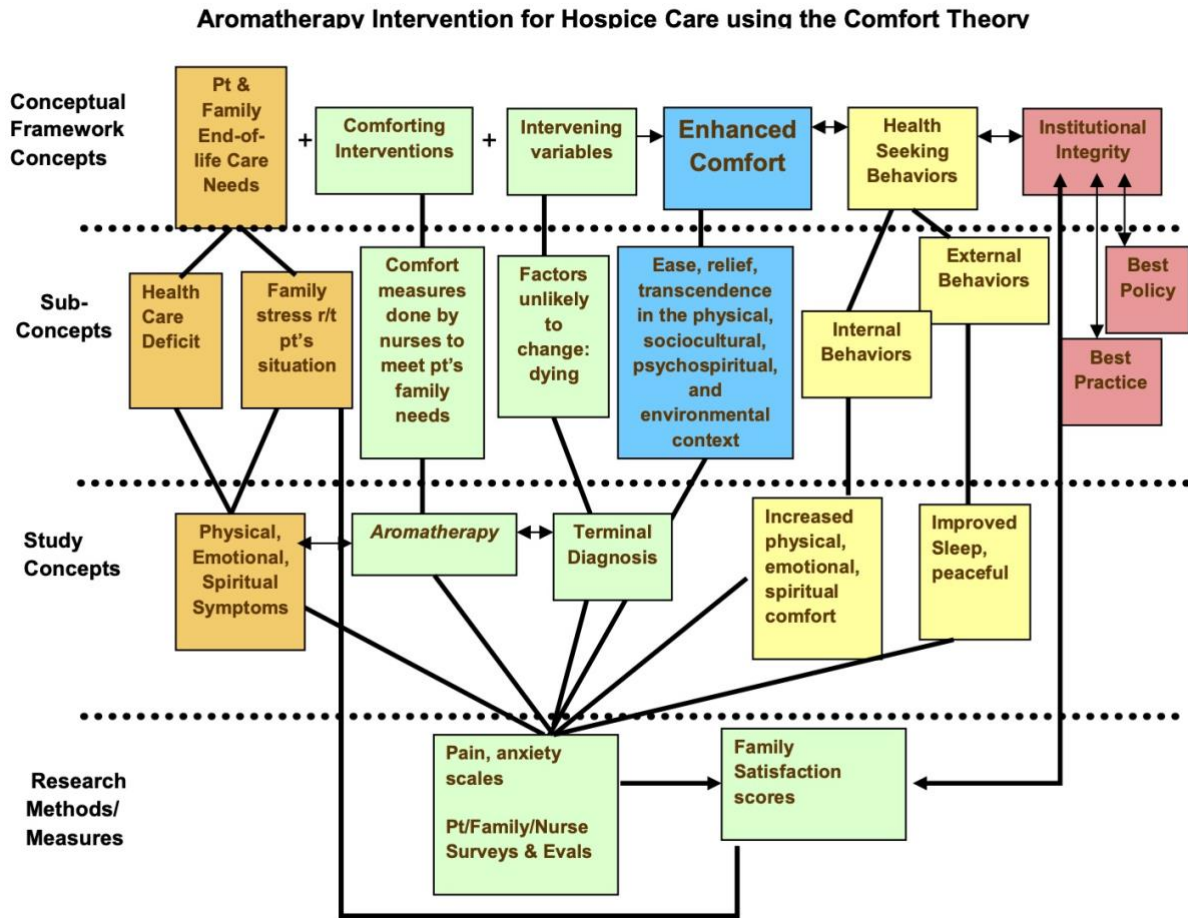 Aromatherapy Intervention for Hospice Care using the Comfort Theory
Conceptual
Framework
Concepts
Pt &
Family
End-of-
life Care
Needs
+
Comforting
Interventions
+
Intervening
variables
Enhanced
Comfort
Health
Seeking
Behaviors
Institutional
Integrity
Sub-
Concepts
Health
Care
Deficit
Family
stress r/t
pt's
situation
Comfort
measures
done by
nurses to
meet pt's
family
needs
Factors
unlikely
to
change:
dying
Ease, relief,
transcendence
in the physical,
sociocultural,
psychospiritual,
and
environmental
context
Internal
Behaviors
External
Behaviors
Best
Practice
Best
Policy
Study
Concepts
Physical,
Emotional,
Spiritual
Symptoms
Aromatherapy
Terminal
Diagnosis
Increased
physical,
emotional,
spiritual
comfort
Improved
Sleep,
peaceful
Research
Methods/
Measures
Pain, anxiety
scales
Pt/Family/Nurse
Surveys & Evals
Family
Satisfaction
scores